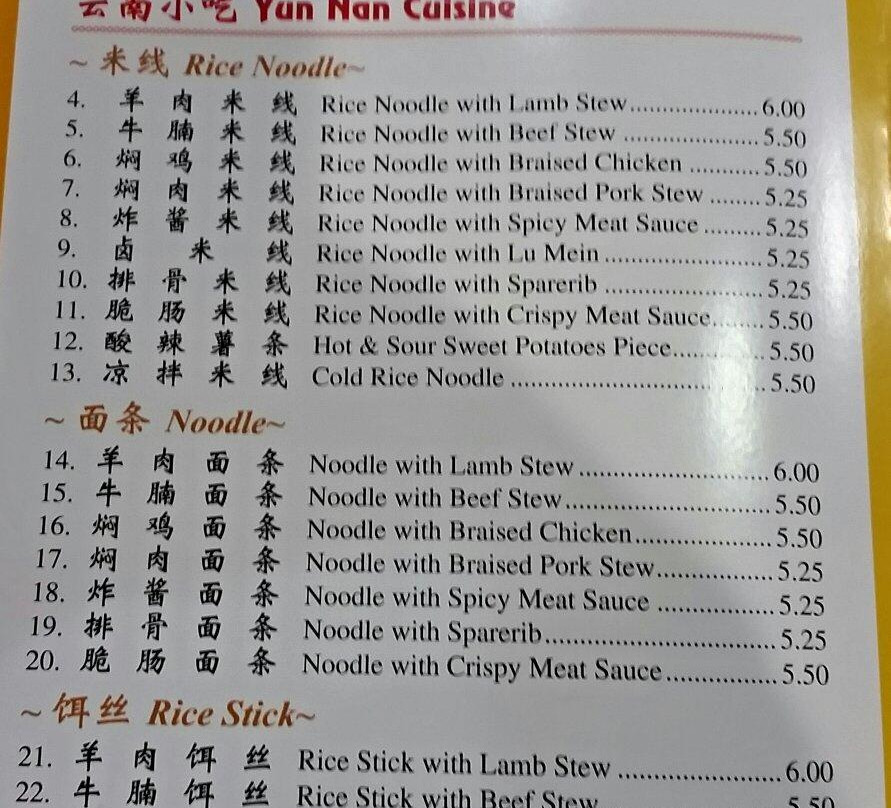 云南小吃 Yun Nan Cuisine
~ 米线 Rice Noodle~
4. 羊肉米线 Rice Noodle with Lamb Stew.....................6.00
5. 牛腩米线 Rice Noodle with Beef Stew .....................5.50
6. 焖鸡米线 Rice Noodle with Braised Chicken ...........5.50
7. 焖肉米线 Rice Noodle with Braised Pork Stew ........5.25
8. 炸酱米线 Rice Noodle with Spicy Meat Sauce .........5.25
9. 卤米线 Rice Noodle with Lu Mein ........................5.25
10. 排骨米线 Rice Noodle with Sparerib ........................5.25
11. 脆肠米线 Rice Noodle with Crispy Meat Sauce........5.50
12. 酸辣薯条 Hot & Sour Sweet Potatoes Piece..............5.50
13. 凉拌米线 Cold Rice Noodle ......................................5.50
~ 面条 Noodle~
14. 羊肉面条 Noodle with Lamb Stew.............................6.00
15. 牛腩面条 Noodle with Beef Stew...............................5.50
16. 焖鸡面条 Noodle with Braised Chicken.....................5.50
17. 焖肉面条 Noodle with Braised Pork Stew..................5.25
18. 炸酱面条 Noodle with Spicy Meat Sauce ..................5.25
19. 排骨面条 Noodle with Sparerib...................................5.25
20. 脆肠面条 Noodle with Crispy Meat Sauce.................5.50
~ 饵丝 Rice Stick~
21. 羊肉饵丝 Rice Stick with Lamb Stew ........................6.00
22. 牛腩饵丝 Rice Stick with Beef Stew..........................5.50